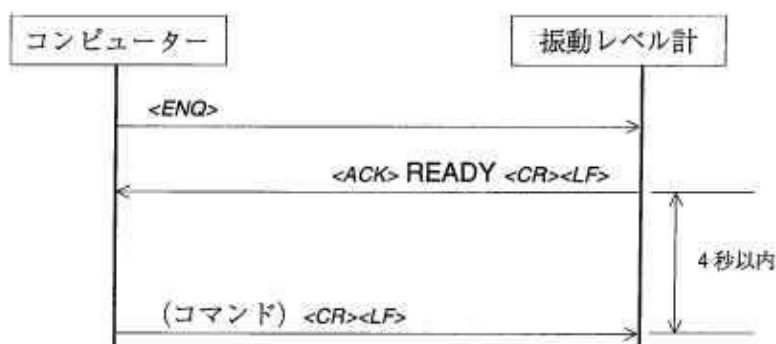 コンピューター
振動レベル計
<ENQ>
<ACK> READY <CR><LF>
4秒以内
(コマンド) <CR><LF>